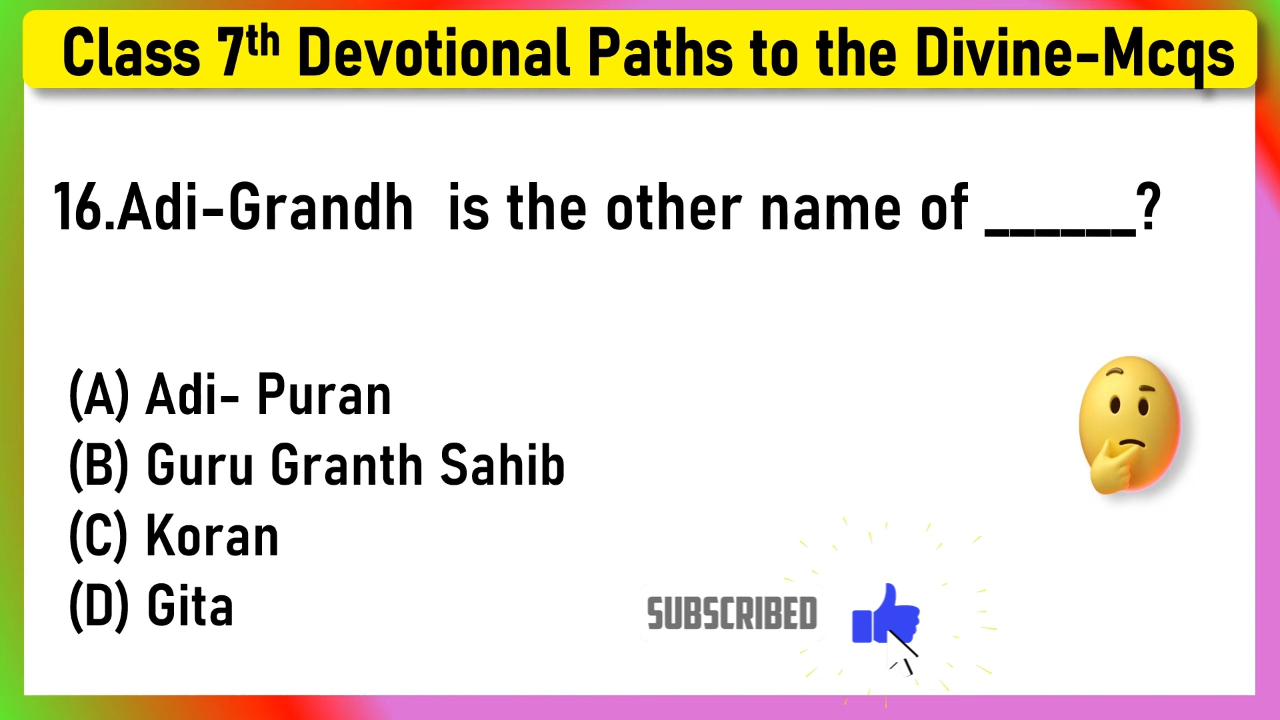 Class 7th Devotional Paths to the Divine-Mcqs
16.Adi-Grandh is the other name of ______?
(A) Adi- Puran
(B) Guru Granth Sahib
(C) Koran
(D) Gita
SUBSCRIBED